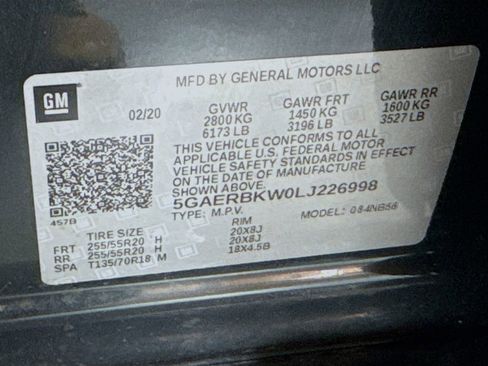 MFD BY GENERAL MOTORS LLC
GM
02/20
GVWR GAWR FRT GAWR RR
2800 KG 1450 KG 1600 KG
6173 LB 3196 LB 3527 LB
THIS VEHICLE CONFORMS TO ALL
APPLICABLE U.S. FEDERAL MOTOR
VEHICLE SAFETY STANDARDS IN EFFECT
ON THE DATE OF MANUFACTURE
SHOWN ABOVE.
5GAERBKW0LJ226998
TYPE: M.P.V. MODEL: 084NB56
457B
TIRE SIZE RIM
FRT 255/55R20 H 20X8J
RR 255/55R20 H 20X8J
SPA T135/70R18 M 18X4.5B